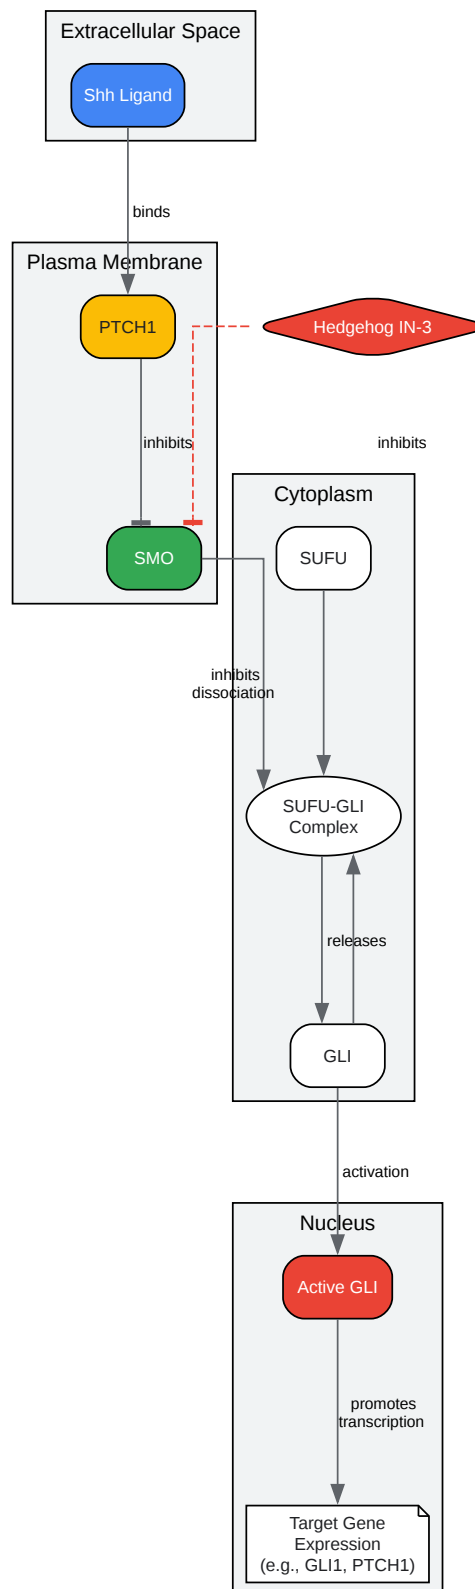 Extracellular Space
Shh Ligand
binds
Plasma Membrane
PTCH1
Hedgehog IN-3
inhibits
inhibits
Cytoplasm
SMO
SUFU
inhibits
dissociation
SUFU-GLI
Complex
releases
GLI
activation
Nucleus
Active GLI
promotes
transcription
Target Gene
Expression
(e.g., GLI1, PTCH1)